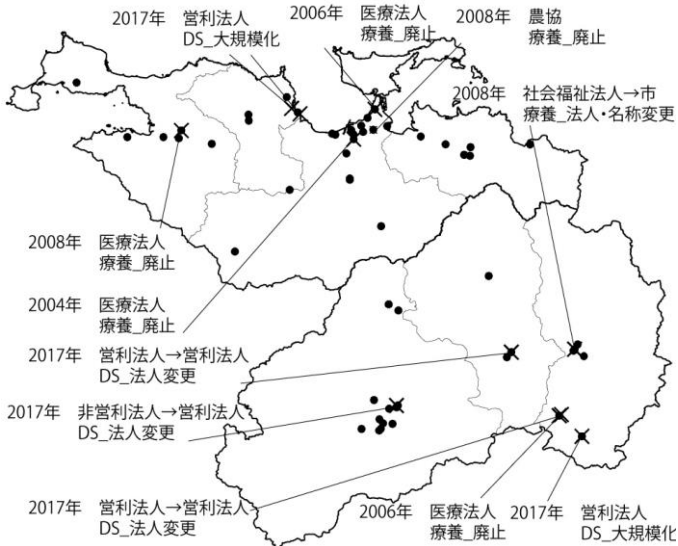 2017年 営利法人
DS_大規模化
2006年 医療法人
療養_廃止
2008年 農協
療養_廃止
2008年 社会福祉法人→市
療養_法人・名称変更
2008年 医療法人
療養_廃止
2004年 医療法人
療養_廃止
2017年 営利法人→営利法人
DS_法人変更
2017年 非営利法人→営利法人
DS_法人変更
2017年 営利法人→営利法人
DS_法人変更
2006年 医療法人
療養_廃止
2017年 営利法人
DS_大規模化